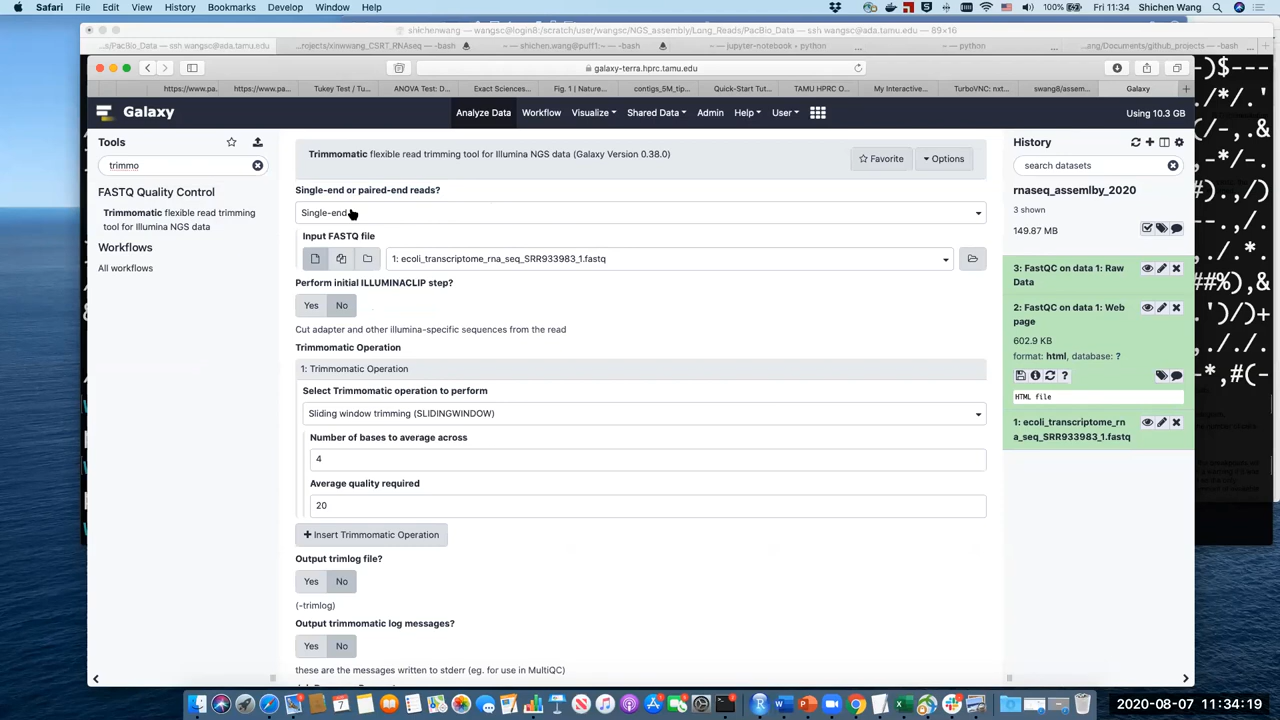 Safari File Edit View History Bookmarks Develop Window Help
100% Fri 11:34 Shichen Wang
shichenwang — wangsc@login8:/scratch/user/wangsc/NGS_assembly/Long_Reads/PacBio_Data — ssh wangsc@ada.tamu.edu — 89×16
...s/PacBio_Data — ssh wangsc@ada.tamu.edu ...rojects/xinwwang_CSRT_RNAseq — -bash ~ — shichen.wang@puff1:~ — -bash ~ — jupyter-notebook • python ~ — python ...ang/Documents/github_projects — -bash
galaxy-terra.hprc.tamu.edu
https://www.pa... https://www.pa... Tukey Test / Tu... ANOVA Test: D... Exact Sciences... Fig. 1 | Nature... contigs_5M_tip... Quick-Start Tut... TAMU HPRC O... My Interactive... TurboVNC: nxt... swang8/assem... Galaxy
Galaxy
Analyze Data Workflow Visualize Shared Data Admin Help User
Using 10.3 GB
Tools
trimmo
FASTQ Quality Control
Trimmomatic flexible read trimming
tool for Illumina NGS data
Workflows
All workflows
Trimmomatic flexible read trimming tool for Illumina NGS data (Galaxy Version 0.38.0)
Favorite
Options
Single-end or paired-end reads?
Single-end
Input FASTQ file
1: ecoli_transcriptome_rna_seq_SRR933983_1.fastq
Perform initial ILLUMINACLIP step?
Yes No
Cut adapter and other illumina-specific sequences from the read
Trimmomatic Operation
1: Trimmomatic Operation
Select Trimmomatic operation to perform
Sliding window trimming (SLIDINGWINDOW)
Number of bases to average across
4
Average quality required
20
Insert Trimmomatic Operation
Output trimlog file?
Yes No
(-trimlog)
Output trimmomatic log messages?
Yes No
these are the messages written to stderr (eg. for use in MultiQC)
History
search datasets
rnaseq_assemlby_2020
3 shown
149.87 MB
3: FastQC on data 1: Raw
Data
2: FastQC on data 1: Web
page
602.9 KB
format: html, database: ?
HTML file
1: ecoli_transcriptome_rn
a_seq_SRR933983_1.fastq
2020-08-07 11:34:19